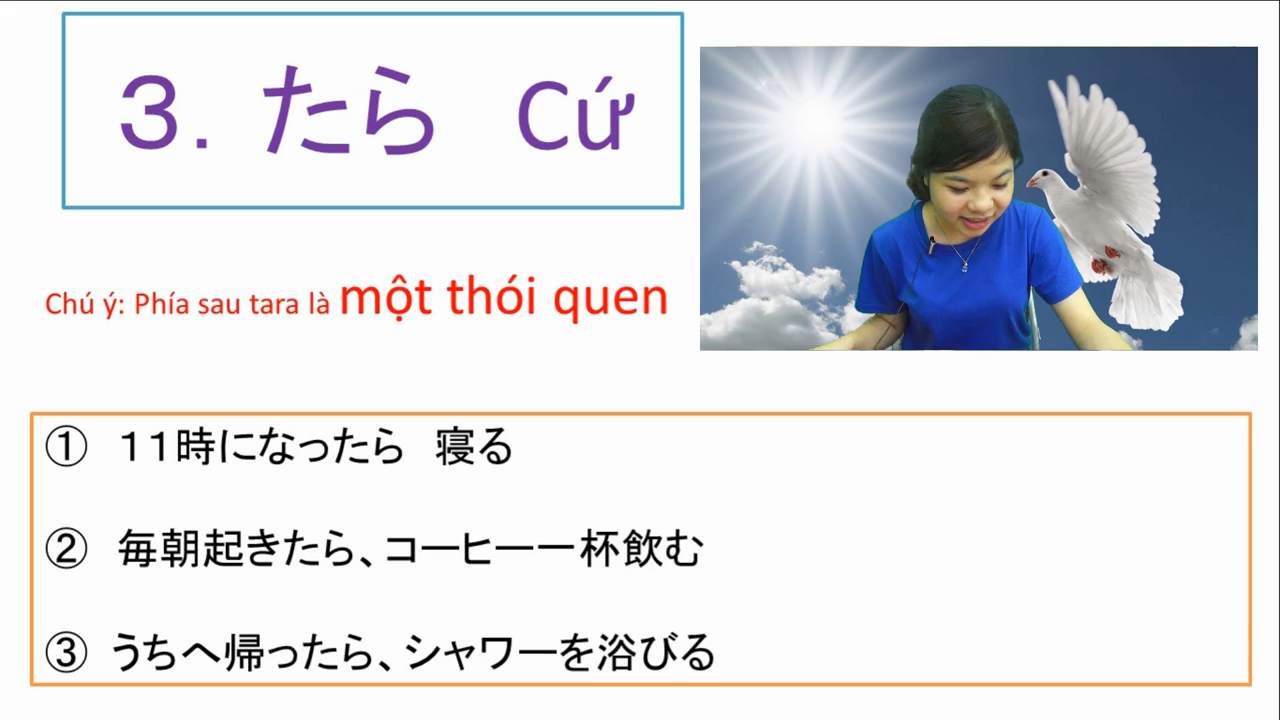 ３．たら　Cứ
Chú ý: Phía sau tara là một thói quen
①　１１時になったら　寝る
②　毎朝起きたら、コーヒー一杯飲む
③　うちへ帰ったら、シャワーを浴びる